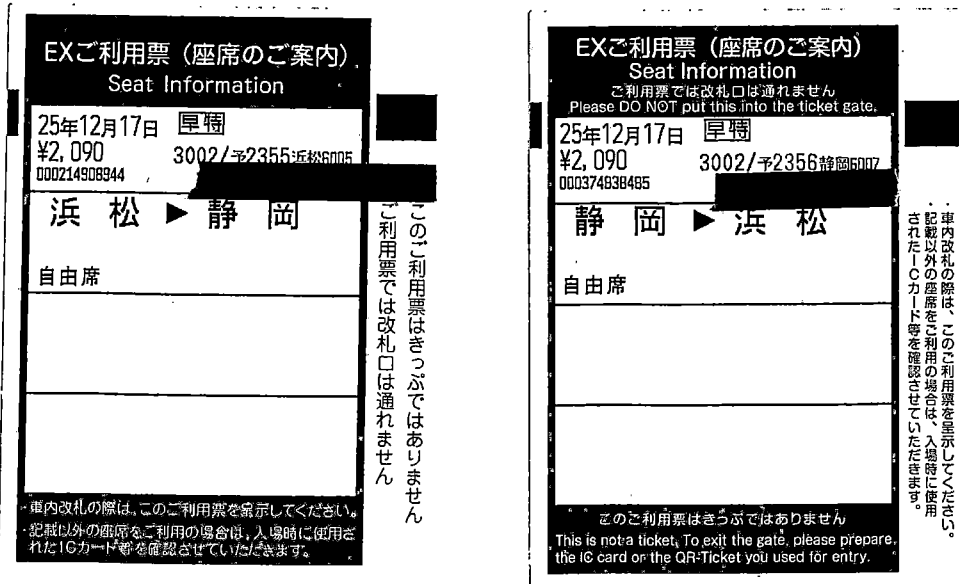 EXご利用票（座席のご案内）
Seat Information
25年12月17日 早特
¥2,090 3002/予2355浜松6005
000214908944
浜 松 ▶ 静 岡
自由席
・車内改札の際は、このご利用票を呈示してください。
・記載以外の座席をご利用の場合は、入場時に使用さ
れたICカード等を確認させていただきます。
このご利用票はきっぷではありません
ご利用票では改札口は通れません
EXご利用票（座席のご案内）
Seat Information
ご利用票では改札口は通れません
Please DO NOT put this into the ticket gate.
25年12月17日 早特
¥2,090 3002/予2356静岡6007
000374938485
静 岡 ▶ 浜 松
自由席
このご利用票はきっぷではありません
This is not a ticket, To exit the gate, please prepare
the IC card or the QR-Ticket you used for entry.
・車内改札の際は、このご利用票を呈示してください。
・記載以外の座席をご利用の場合は、入場時に使用
されたICカード等を確認させていただきます。